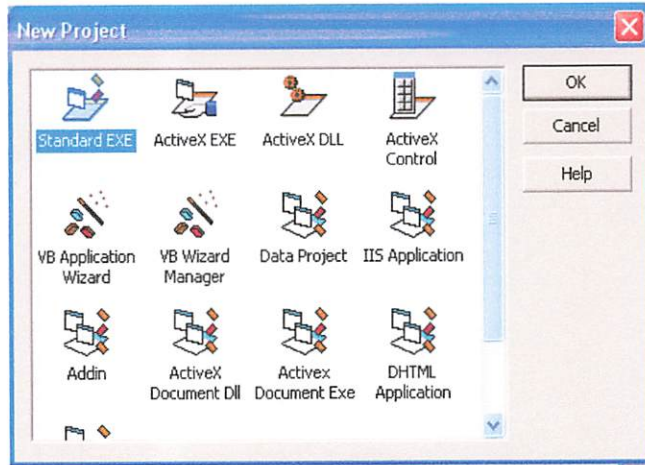 New Project
Standard EXE
ActiveX EXE
ActiveX DLL
ActiveX
Control
VB Application
Wizard
VB Wizard
Manager
Data Project
IIS Application
Addin
ActiveX
Document Dll
Activex
Document Exe
DHTML
Application
OK
Cancel
Help